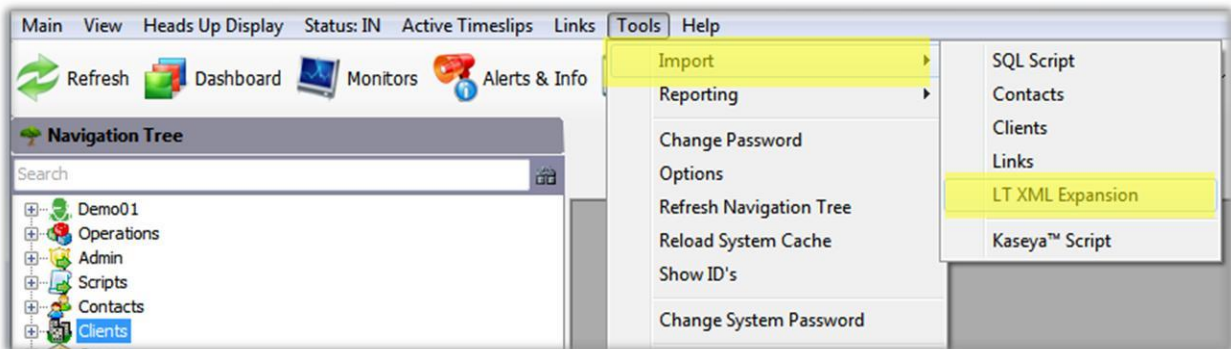 Main View Heads Up Display Status: IN Active Timeslips Links Tools Help
Refresh Dashboard Monitors Alerts & Info
Navigation Tree
Search
Demo01
Operations
Admin
Scripts
Contacts
Clients
Import
Reporting
Change Password
Options
Refresh Navigation Tree
Reload System Cache
Show ID's
Change System Password
SQL Script
Contacts
Clients
Links
LT XML Expansion
Kaseya™ Script